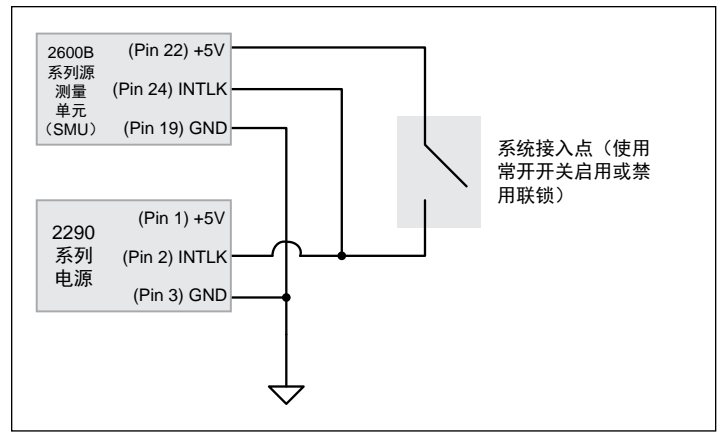 2600B
系列源
测量
单元
（SMU）
(Pin 22) +5V
(Pin 24) INTLK
(Pin 19) GND
系统接入点（使用
常开开关启用或禁
用联锁）
2290
系列
电源
(Pin 1) +5V
(Pin 2) INTLK
(Pin 3) GND